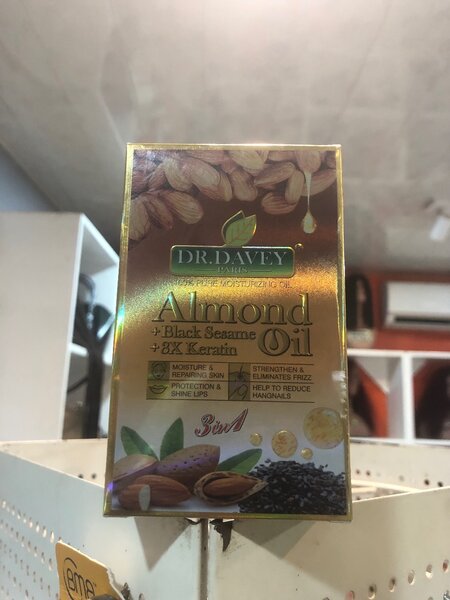 DR.DAVEY
PARIS
PURE MOISTURIZING OIL
Almond
+Black Sesame
Oil
+8X Keratin
MOISTURE &
REPAIRING SKIN
STRENGTHEN &
ELIMINATES FRIZZ
PROTECTION &
SHINE LIPS
HELP TO REDUCE
HANGNAILS
3in1
eme